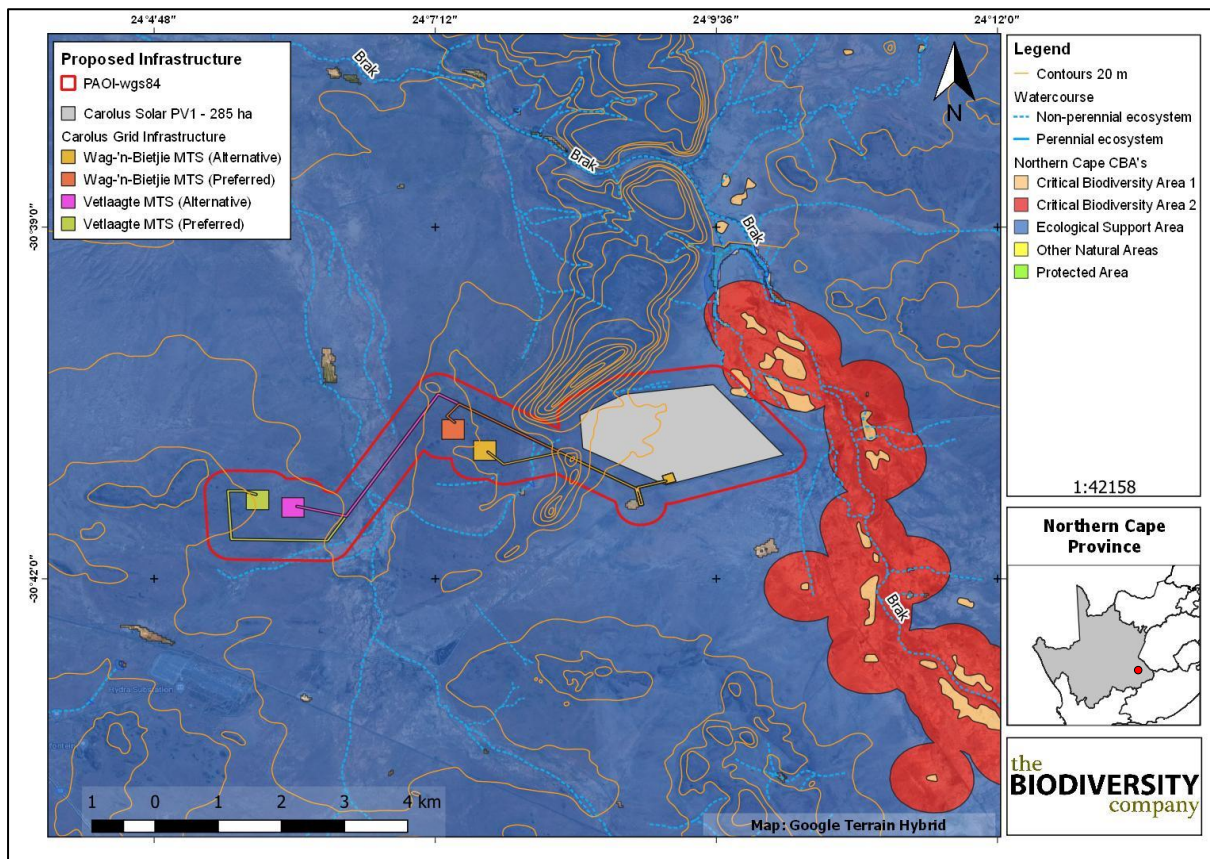 24°4'48"
24°7'12"
24°9'36"
24°12'0"
Proposed Infrastructure
PAOI-wgs84
Carolus Solar PV1 - 285 ha
Carolus Grid Infrastructure
Wag-'n-Bietjie MTS (Alternative)
Wag-'n-Bietjie MTS (Preferred)
Vetlaagte MTS (Alternative)
Vetlaagte MTS (Preferred)
Brak
Brak
Brak
Brak
N
-30°39'0"
-30°42'0"
Hydra Substation
1 0 1 2 3 4 km
Map: Google Terrain Hybrid
Legend
Contours 20 m
Watercourse
Non-perennial ecosystem
Perennial ecosystem
Northern Cape CBA's
Critical Biodiversity Area 1
Critical Biodiversity Area 2
Ecological Support Area
Other Natural Areas
Protected Area
1:42158
Northern Cape
Province
the
BIODIVERSITY
company